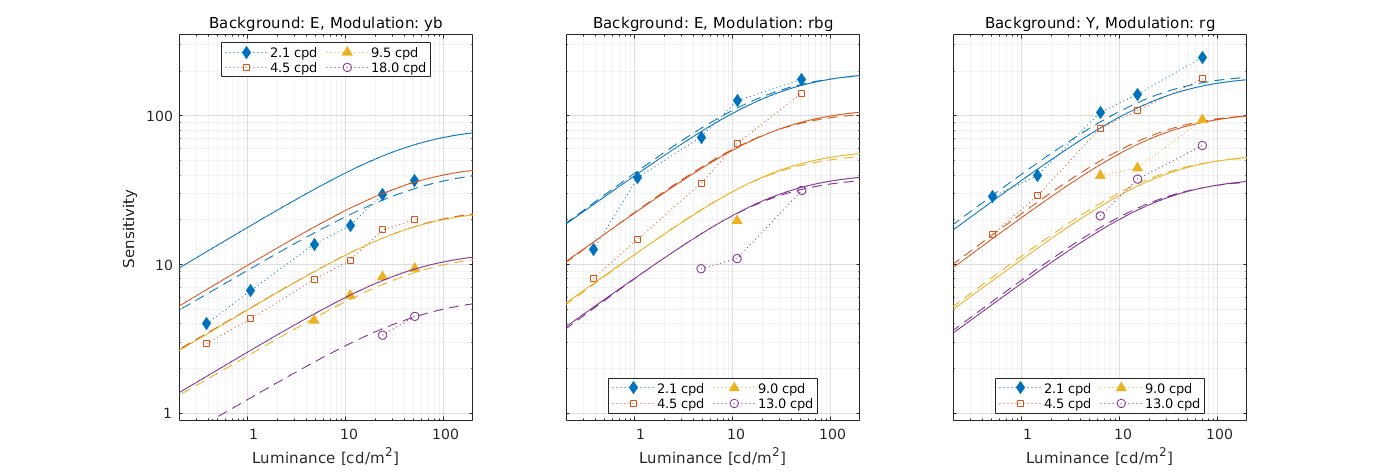 Background: E, Modulation: yb
2.1 cpd
9.5 cpd
4.5 cpd
18.0 cpd
100
10
1
Sensitivity
1
10
100
Luminance [cd/m²]
Background: E, Modulation: rbg
2.1 cpd
9.0 cpd
4.5 cpd
13.0 cpd
1
10
100
Luminance [cd/m²]
Background: Y, Modulation: rg
2.1 cpd
9.0 cpd
4.5 cpd
13.0 cpd
1
10
100
Luminance [cd/m²]